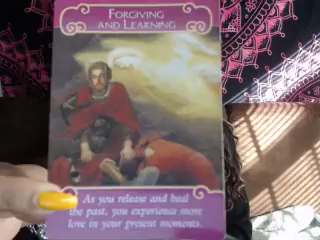 Forgiving
and Learning
As you release and heal
the past, you experience more
love in your present moments.